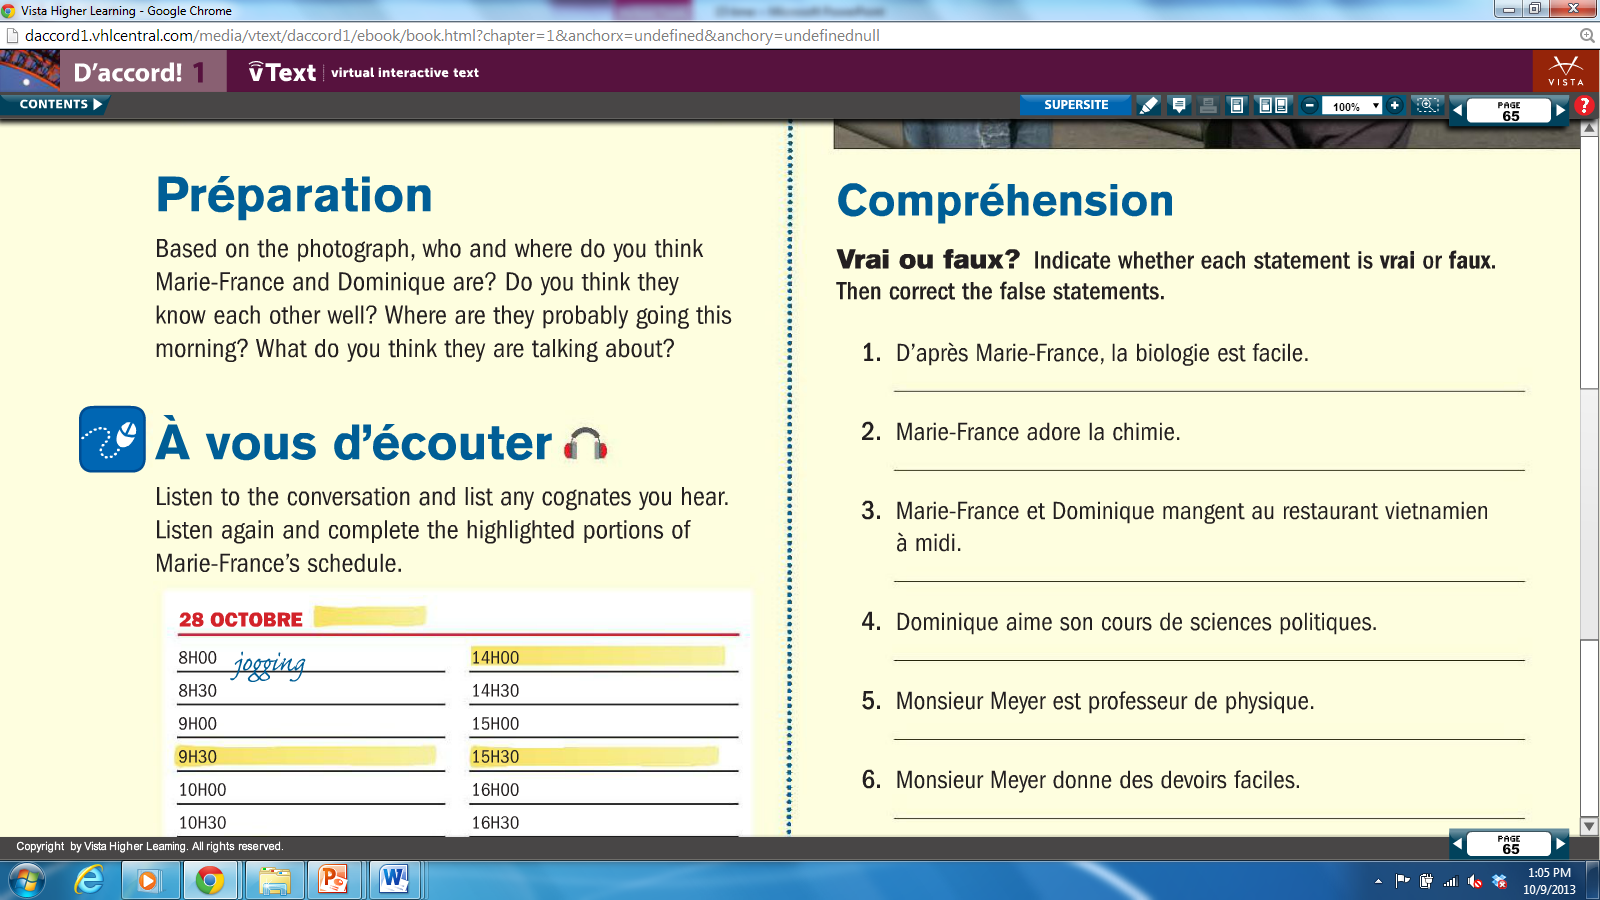 Vista Higher Learning - Google Chrome
daccord1.vhlcentral.com/media/vtext/daccord1/ebook/book.html?chapter=1&anchorx=undefined&anchory=undefinednull
D'accord! 1 vText virtual interactive text VISTA
CONTENTS SUPERSITE 100% PAGE 65 ?
Préparation
Based on the photograph, who and where do you think
Marie-France and Dominique are? Do you think they
know each other well? Where are they probably going this
morning? What do you think they are talking about?
À vous d'écouter
Listen to the conversation and list any cognates you hear.
Listen again and complete the highlighted portions of
Marie-France's schedule.
28 OCTOBRE
8H00 jogging
8H30
9H00
9H30
10H00
10H30
14H00
14H30
15H00
15H30
16H00
16H30
Compréhension
Vrai ou faux? Indicate whether each statement is vrai or faux.
Then correct the false statements.
1. D'après Marie-France, la biologie est facile.
2. Marie-France adore la chimie.
3. Marie-France et Dominique mangent au restaurant vietnamien
à midi.
4. Dominique aime son cours de sciences politiques.
5. Monsieur Meyer est professeur de physique.
6. Monsieur Meyer donne des devoirs faciles.
Copyright by Vista Higher Learning. All rights reserved.
PAGE 65
1:05 PM
10/9/2013